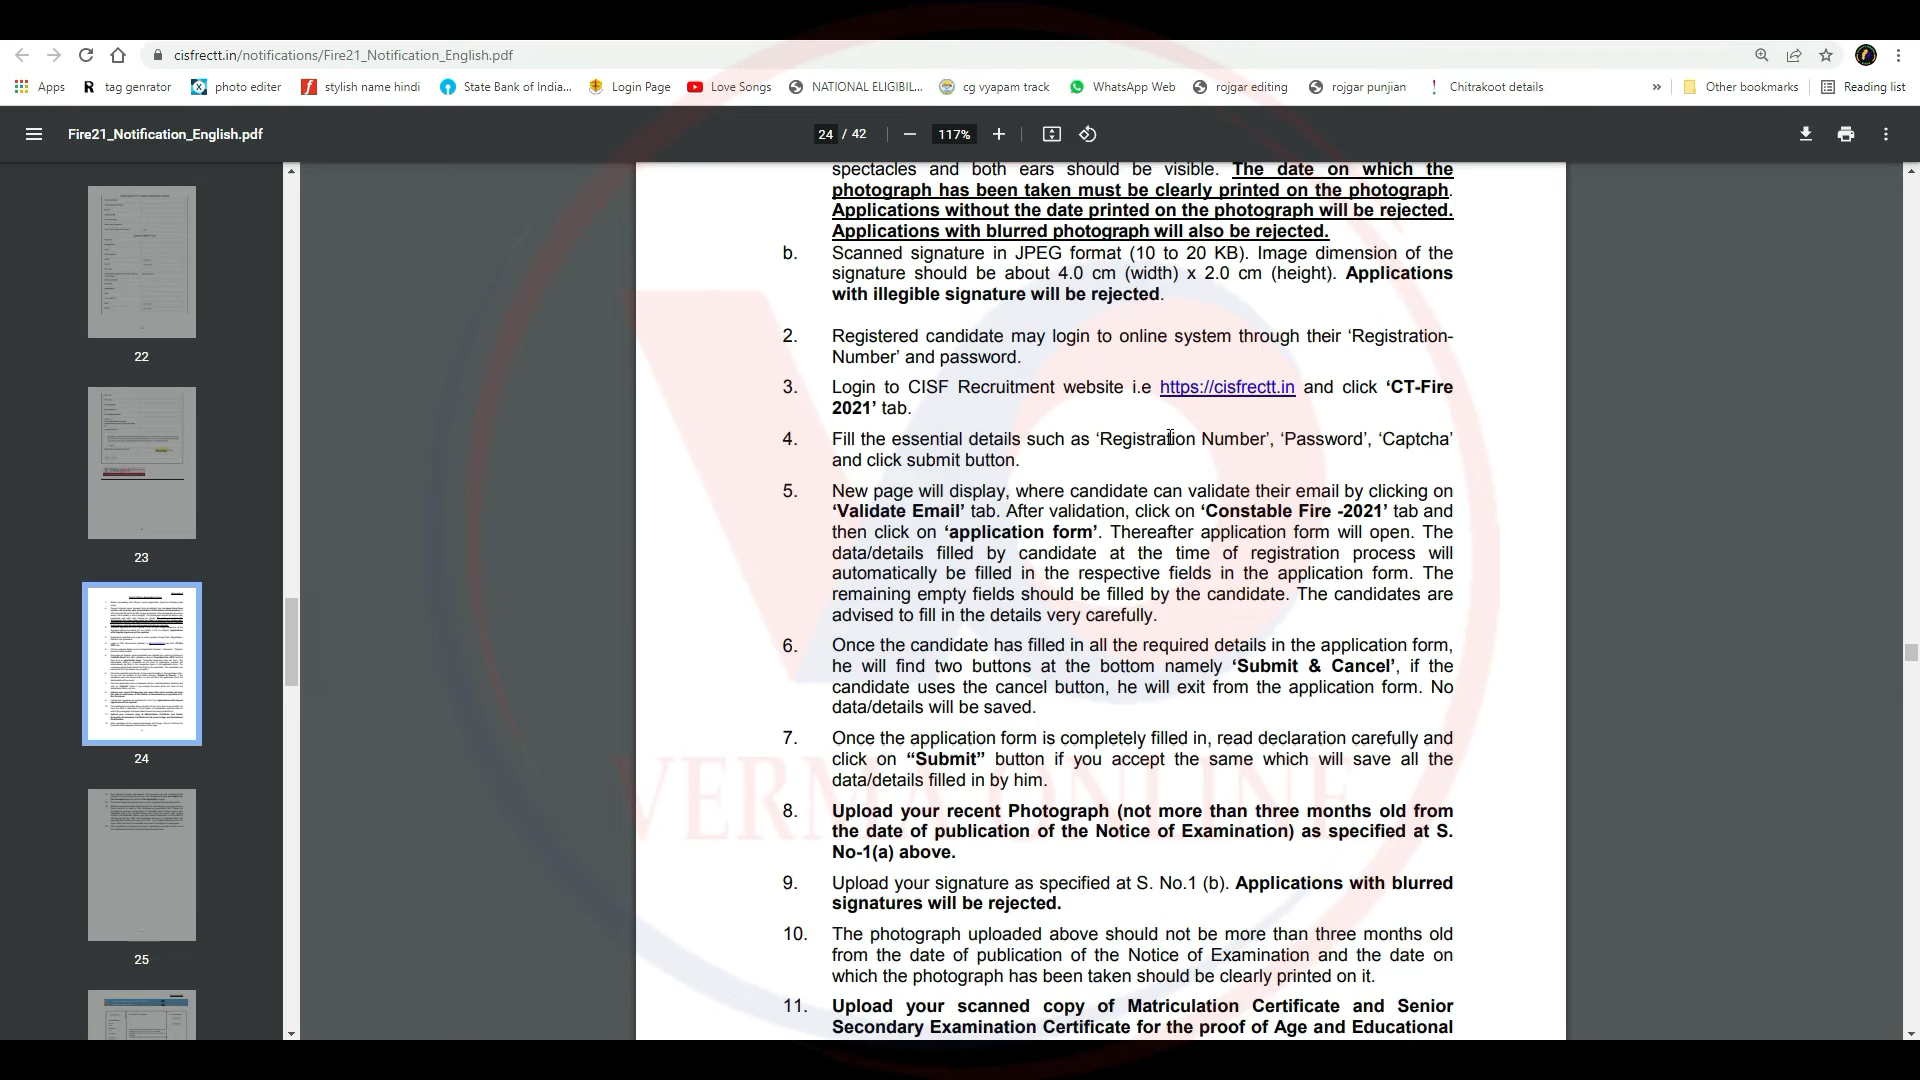 cisfrectt.in/notifications/Fire21_Notification_English.pdf
Apps
tag genrator
photo editer
stylish name hindi
State Bank of India...
Login Page
Love Songs
NATIONAL ELIGIBIL...
cg vyapam track
WhatsApp Web
rojgar editing
rojgar punjian
Chitrakoot details
»
Other bookmarks
Reading list
Fire21_Notification_English.pdf
24 / 42
117%
22
23
24
25
spectacles and both ears should be visible. The date on which the
photograph has been taken must be clearly printed on the photograph.
Applications without the date printed on the photograph will be rejected.
Applications with blurred photograph will also be rejected.
b. Scanned signature in JPEG format (10 to 20 KB). Image dimension of the
signature should be about 4.0 cm (width) x 2.0 cm (height). Applications
with illegible signature will be rejected.
2. Registered candidate may login to online system through their ‘Registration-
Number’ and password.
3. Login to CISF Recruitment website i.e https://cisfrectt.in and click ‘CT-Fire
2021’ tab.
4. Fill the essential details such as ‘Registration Number’, ‘Password’, ‘Captcha’
and click submit button.
5. New page will display, where candidate can validate their email by clicking on
‘Validate Email’ tab. After validation, click on ‘Constable Fire -2021’ tab and
then click on ‘application form’. Thereafter application form will open. The
data/details filled by candidate at the time of registration process will
automatically be filled in the respective fields in the application form. The
remaining empty fields should be filled by the candidate. The candidates are
advised to fill in the details very carefully.
6. Once the candidate has filled in all the required details in the application form,
he will find two buttons at the bottom namely ‘Submit & Cancel’, if the
candidate uses the cancel button, he will exit from the application form. No
data/details will be saved.
7. Once the application form is completely filled in, read declaration carefully and
click on “Submit” button if you accept the same which will save all the
data/details filled in by him.
8. Upload your recent Photograph (not more than three months old from
the date of publication of the Notice of Examination) as specified at S.
No-1(a) above.
9. Upload your signature as specified at S. No.1 (b). Applications with blurred
signatures will be rejected.
10. The photograph uploaded above should not be more than three months old
from the date of publication of the Notice of Examination and the date on
which the photograph has been taken should be clearly printed on it.
11. Upload your scanned copy of Matriculation Certificate and Senior
Secondary Examination Certificate for the proof of Age and Educational
VERMA ONLINE